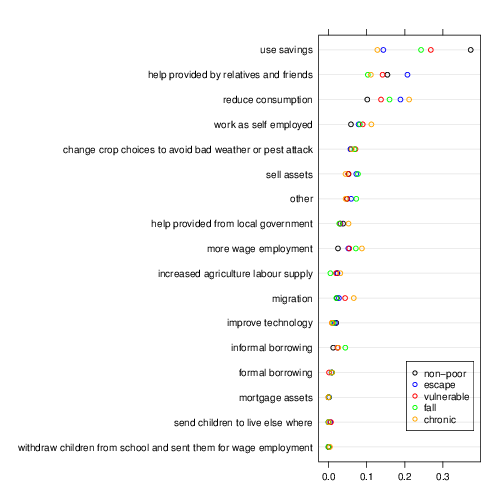 use savings
help provided by relatives and friends
reduce consumption
work as self employed
change crop choices to avoid bad weather or pest attack
sell assets
other
help provided from local government
more wage employment
increased agriculture labour supply
migration
improve technology
informal borrowing
formal borrowing
mortgage assets
send children to live else where
withdraw children from school and sent them for wage employment
non−poor
escape
vulnerable
fall
chronic
0.0 0.1 0.2 0.3